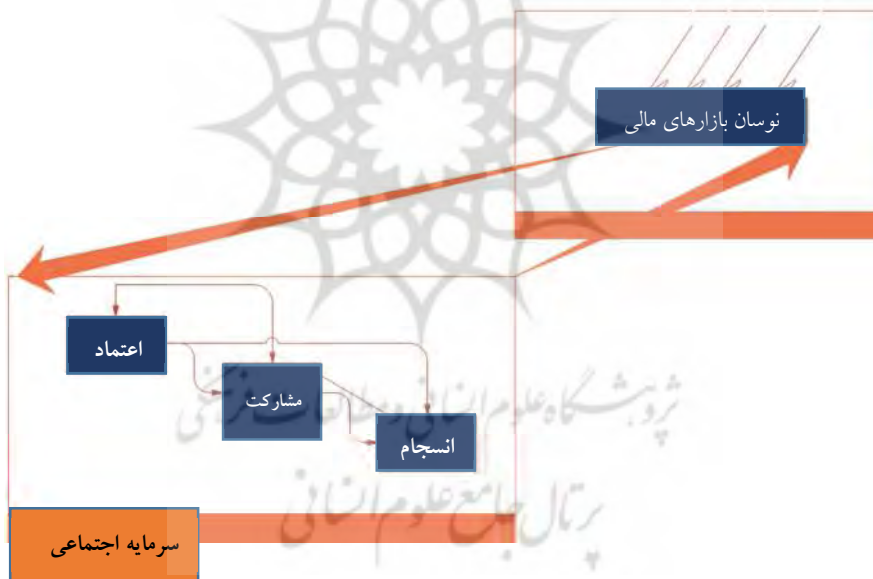 نوسان بازارهای مالی
اعتماد
مشارکت
انسجام
پژوهشگاه علوم انسانی و مطالعات فرهنگی
پرتال جامع علوم انسانی
سرمایه اجتماعی